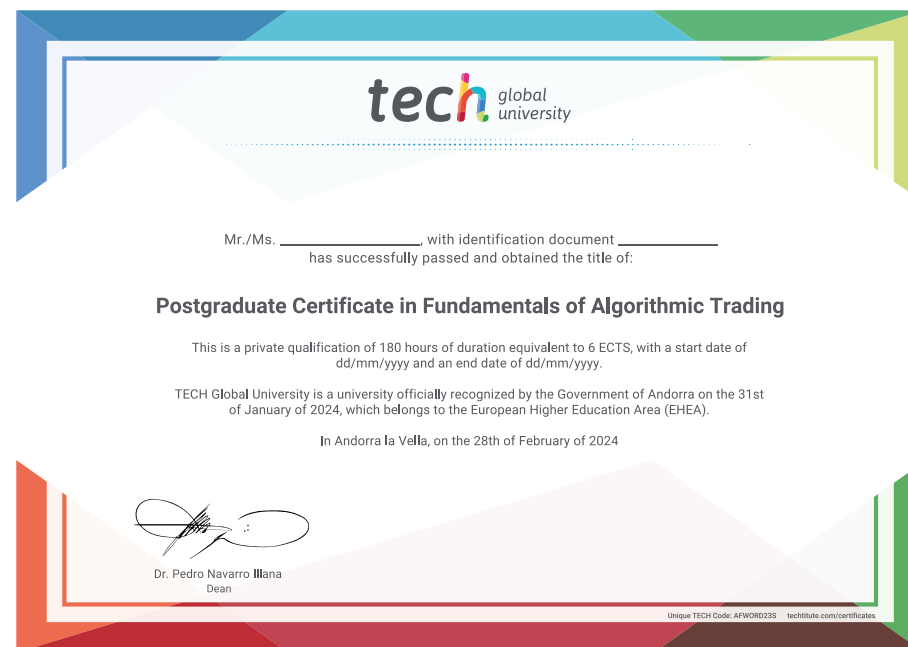 tech global university
Mr./Ms. ____________, with identification document ____________
has successfully passed and obtained the title of:
Postgraduate Certificate in Fundamentals of Algorithmic Trading
This is a private qualification of 180 hours of duration equivalent to 6 ECTS, with a start date of
dd/mm/yyyy and an end date of dd/mm/yyyy.
TECH Global University is a university officially recognized by the Government of Andorra on the 31st
of January of 2024, which belongs to the European Higher Education Area (EHEA).
In Andorra la Vella, on the 28th of February of 2024
Dr. Pedro Navarro Illana
Dean
Unique TECH Code: AFWORD23S techtitute.com/certificates